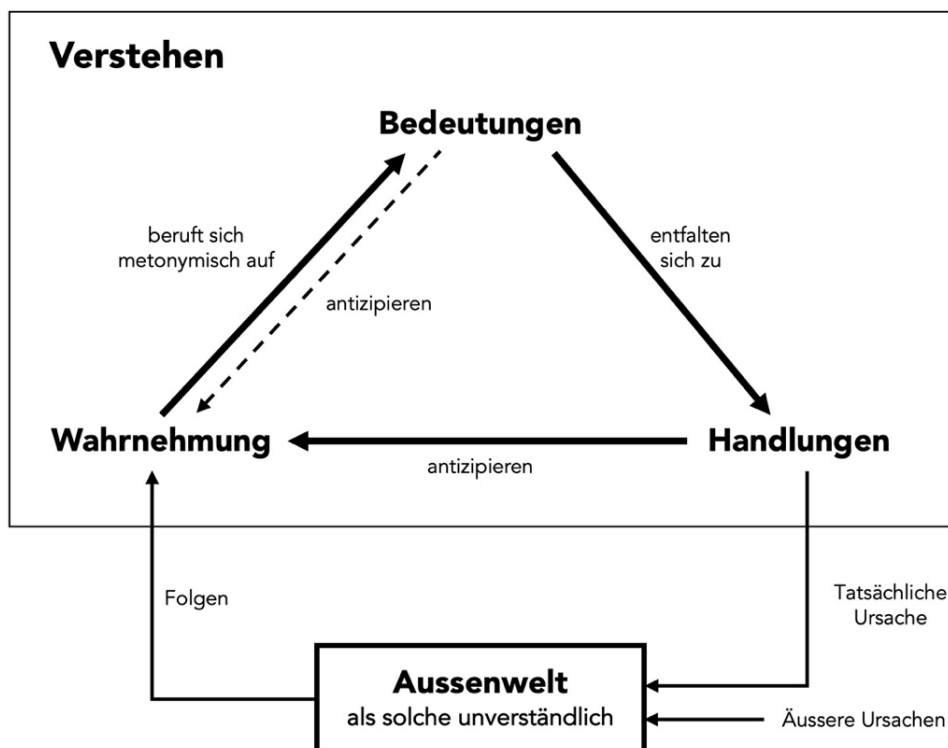 Verstehen
Bedeutungen
beruft sich
metonymisch auf
entfalten
sich zu
antizipieren
Wahrnehmung
Handlungen
antizipieren
Folgen
Tatsächliche
Ursache
Aussenwelt
als solche unverständlich
Äussere Ursachen